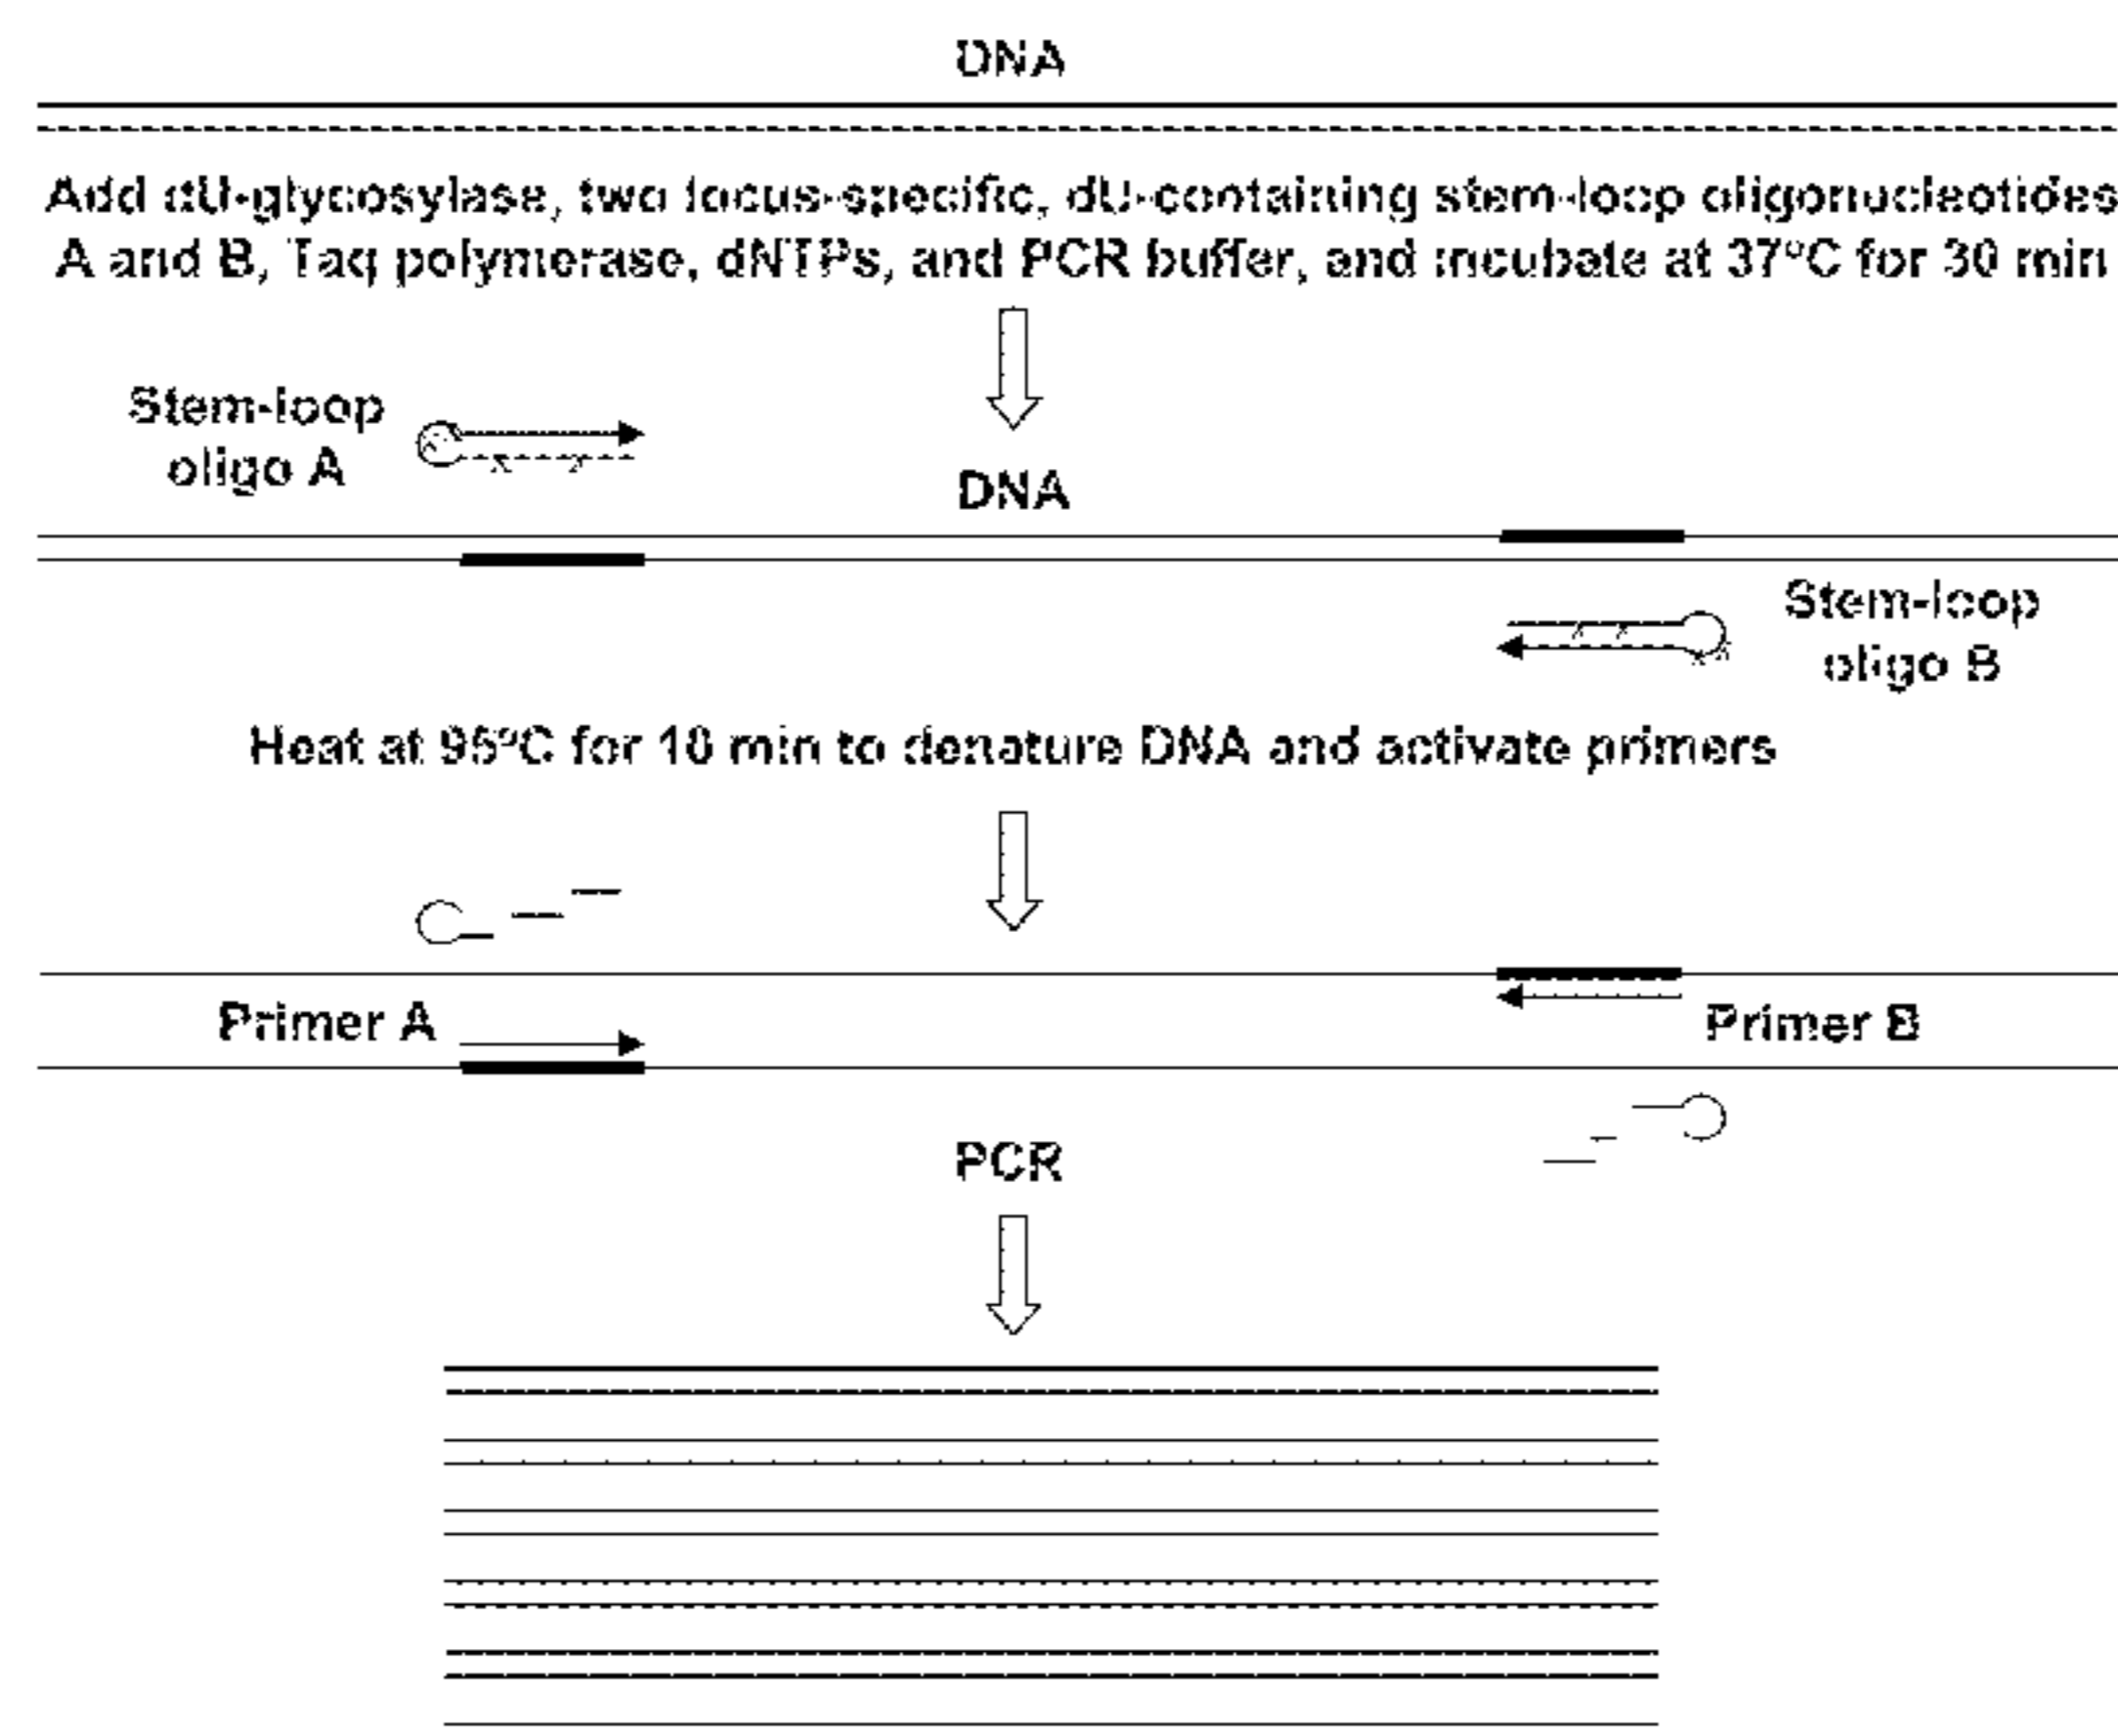 DNA
Add dU-glycosylase, two locus-specific, dU-containing stem-loop oligonucleotides
A and B, Taq polymerase, dNTPs, and PCR buffer, and incubate at 37ºC for 30 min
Stem-loop
oligo A
DNA
Stem-loop
oligo B
Heat at 95ºC for 10 min to denature DNA and activate primers
Primer A
Primer B
PCR